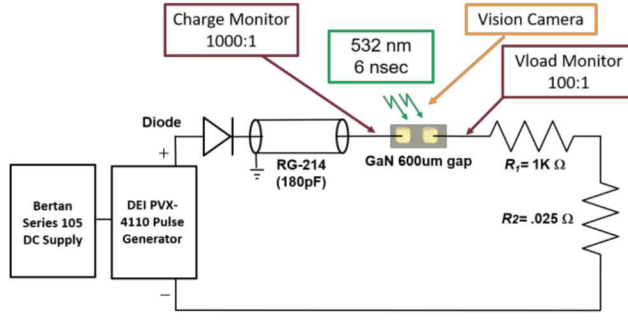 Charge Monitor
1000:1
532 nm
6 nsec
Vision Camera
Vload Monitor
100:1
Diode
+
RG-214
(180pF)
GaN 600um gap
R₁= 1K Ω
R2= .025 Ω
Bertan
Series 105
DC Supply
DEI PVX-
4110 Pulse
Generator
−